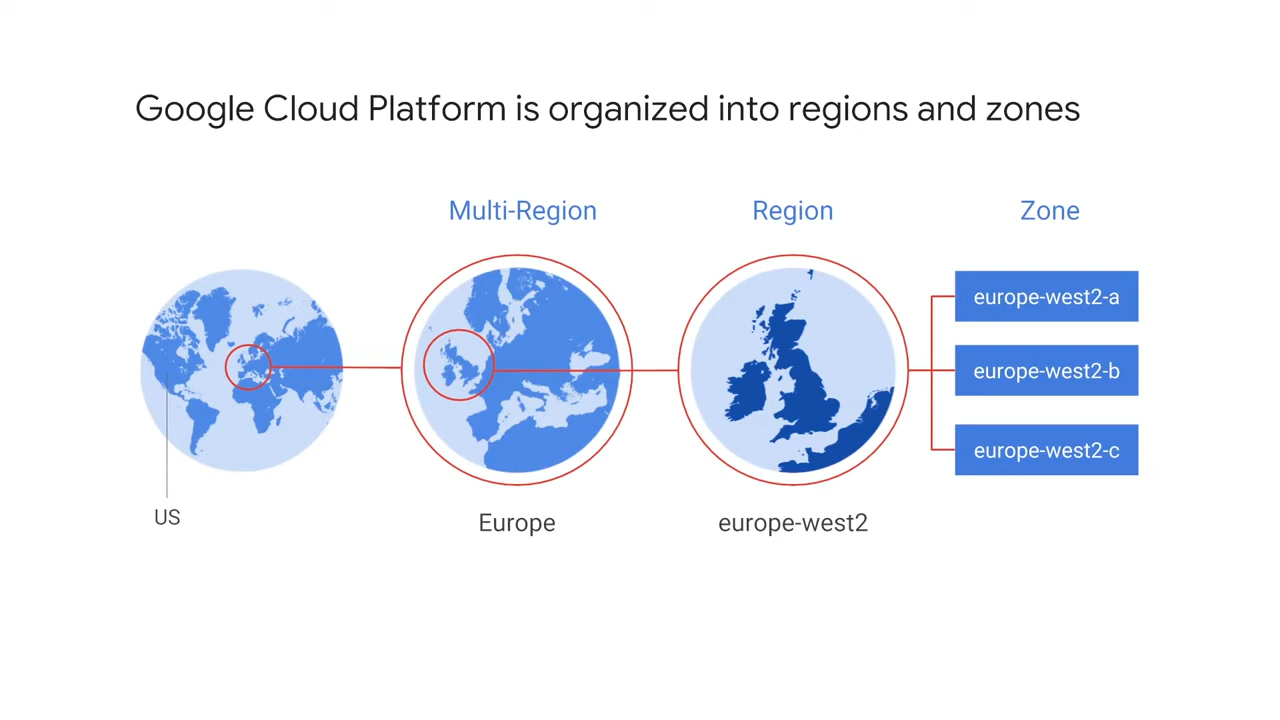 Google Cloud Platform is organized into regions and zones
Multi-Region
Region
Zone
europe-west2-a
europe-west2-b
europe-west2-c
US
Europe
europe-west2